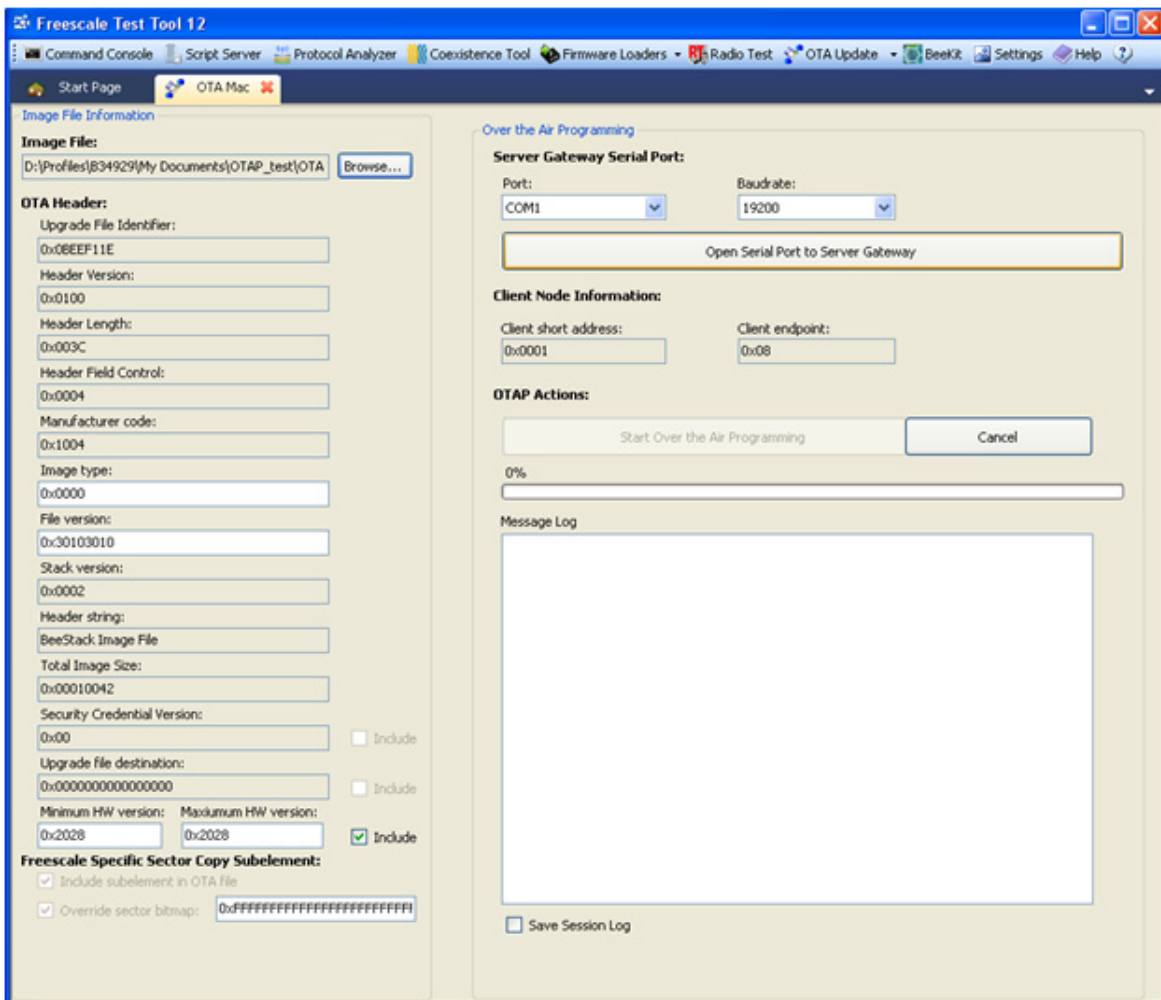 Freescale Test Tool 12
Command Console Script Server Protocol Analyzer Coexistence Tool Firmware Loaders Radio Test OTA Update BeeKit Settings Help
Start Page OTA Mac
Image File Information
Image File:
D:\Profiles\B34929\My Documents\OTAP_test\OTA Browse...
OTA Header:
Upgrade File Identifier:
0x0BEEF11E
Header Version:
0x0100
Header Length:
0x003C
Header Field Control:
0x0004
Manufacturer code:
0x1004
Image type:
0x0000
File version:
0x30103010
Stack version:
0x0002
Header string:
BeeStack Image File
Total Image Size:
0x00010042
Security Credential Version:
0x00 Include
Upgrade file destination:
0x0000000000000000 Include
Minimum HW version: Maxiumum HW version:
0x2028 0x2028 Include
Freescale Specific Sector Copy Subelement:
Include subelement in OTA file
Override sector bitmap: 0xFFFFFFFFFFFFFFFFFFFFFFFF
Over the Air Programming
Server Gateway Serial Port:
Port: Baudrate:
COM1 19200
Open Serial Port to Server Gateway
Client Node Information:
Client short address: Client endpoint:
0x0001 0x08
OTAP Actions:
Start Over the Air Programming Cancel
0%
Message Log
Save Session Log